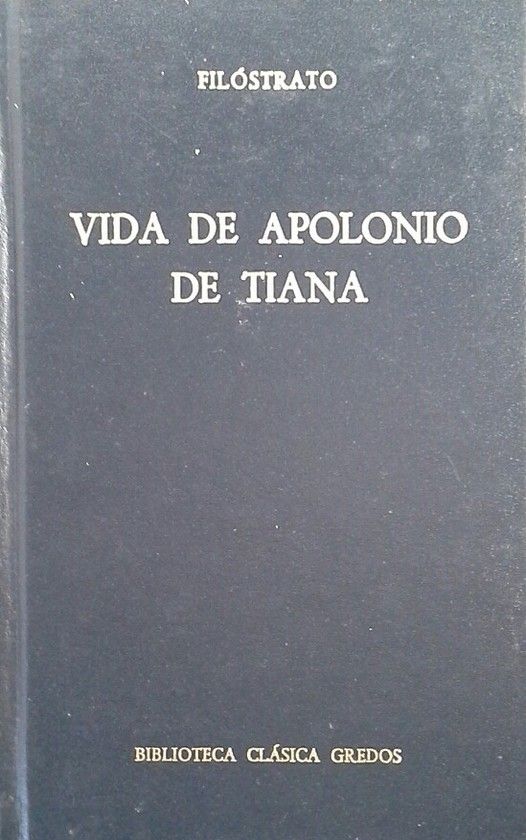 FILÓSTRATO
VIDA DE APOLONIO
DE TIANA
BIBLIOTECA CLÁSICA GREDOS